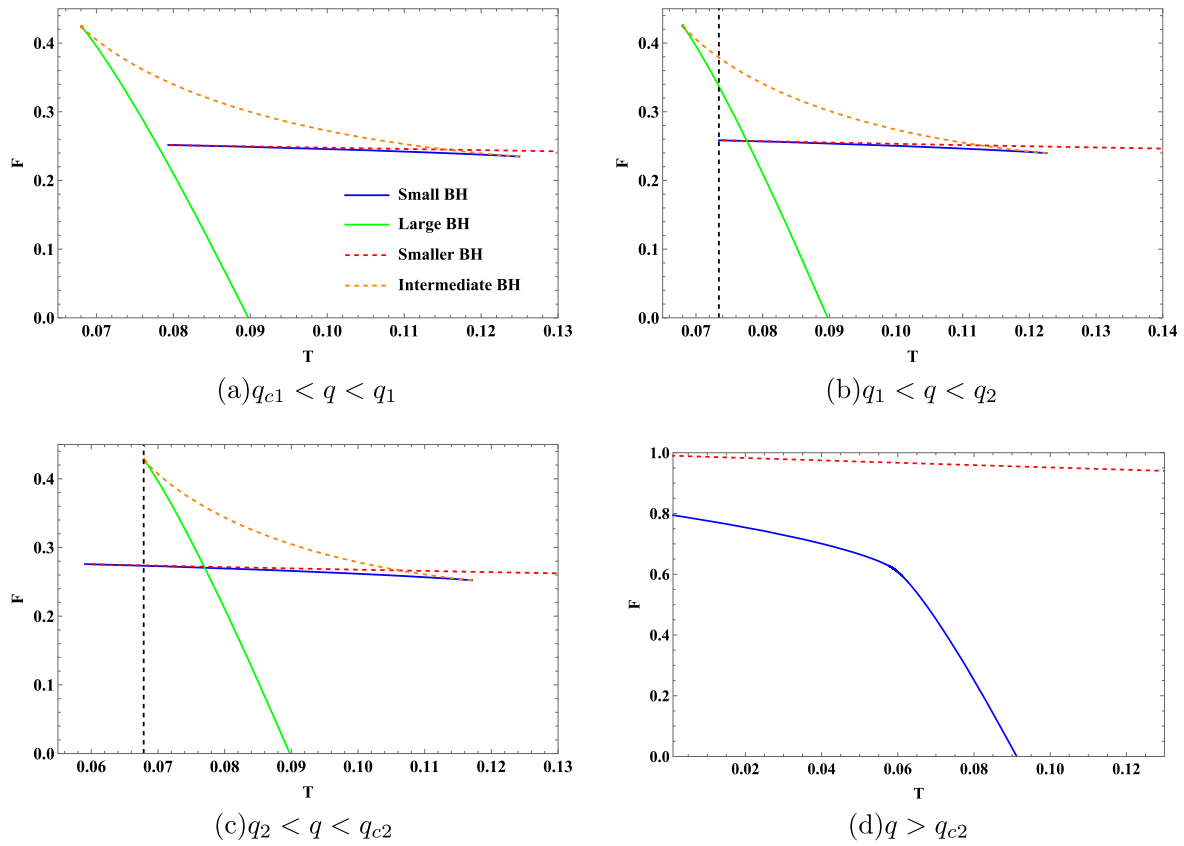 0.4
0.3
0.2
0.1
0.0
F
0.07 0.08 0.09 0.10 0.11 0.12 0.13
T
Small BH
Large BH
Smaller BH
Intermediate BH
(a)q_{c1} < q < q_1
0.4
0.3
0.2
0.1
0.0
F
0.07 0.08 0.09 0.10 0.11 0.12 0.13 0.14
T
(b)q_1 < q < q_2
0.4
0.3
0.2
0.1
0.0
F
0.06 0.07 0.08 0.09 0.10 0.11 0.12 0.13
T
(c)q_2 < q < q_{c2}
1.0
0.8
0.6
0.4
0.2
0.0
F
0.02 0.04 0.06 0.08 0.10 0.12
T
(d)q > q_{c2}